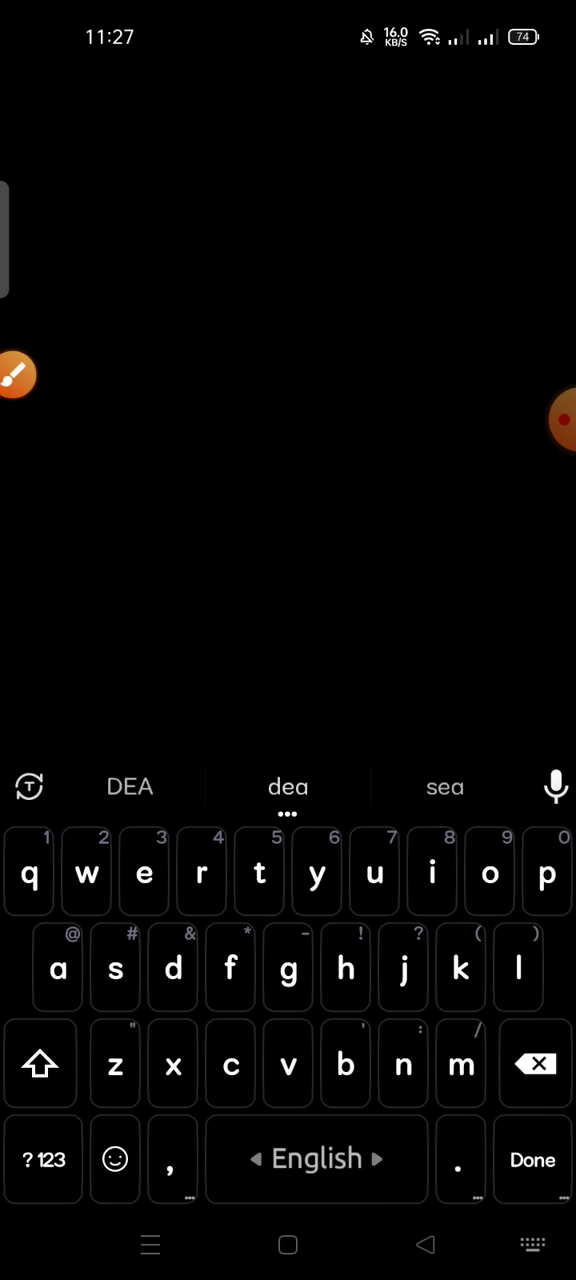 11:27 16.0 KB/S 74
DEA dea sea
1 2 3 4 5 6 7 8 9 0
q w e r t y u i o p
@ # & * - ! ? ( )
a s d f g h j k l
" ' : /
z x c v b n m
?123 , English . Done